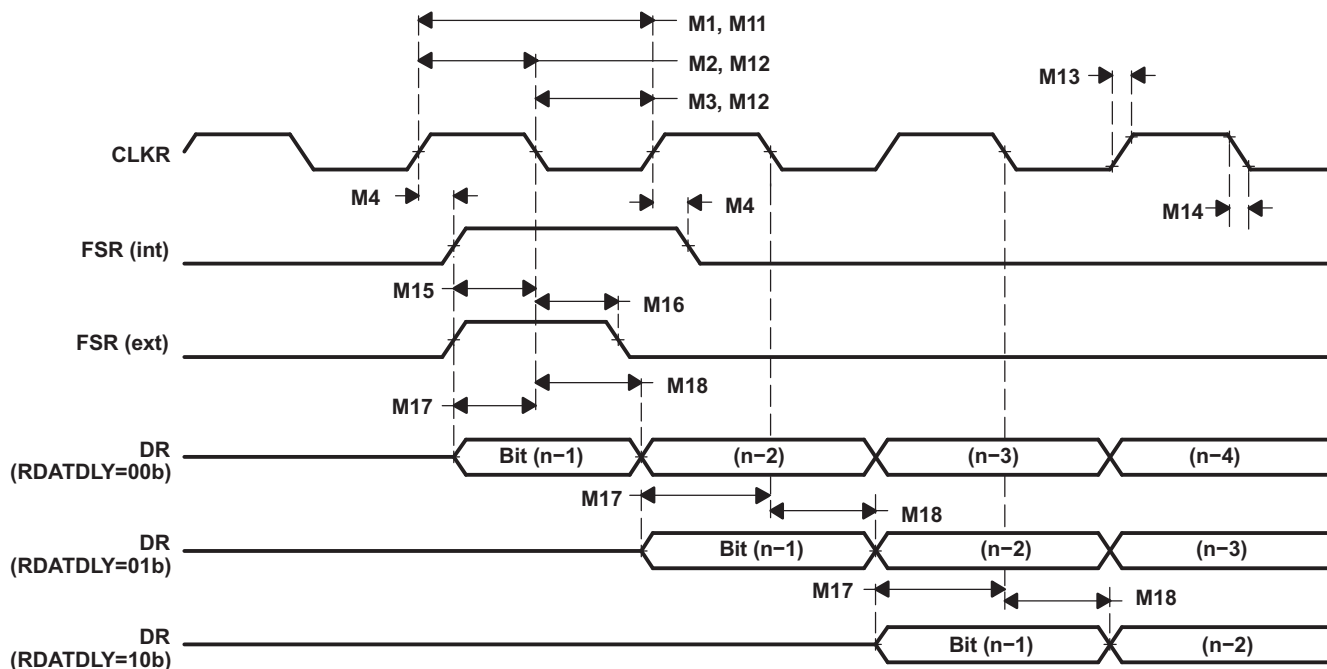 M1, M11
M2, M12
M13
M3, M12
CLKR
M4
M4
M14
FSR (int)
M15
M16
FSR (ext)
M18
M17
DR
(RDATDLY=00b)
Bit (n−1)
(n−2)
(n−3)
(n−4)
M17
M18
DR
(RDATDLY=01b)
Bit (n−1)
(n−2)
(n−3)
M17
M18
DR
(RDATDLY=10b)
Bit (n−1)
(n−2)